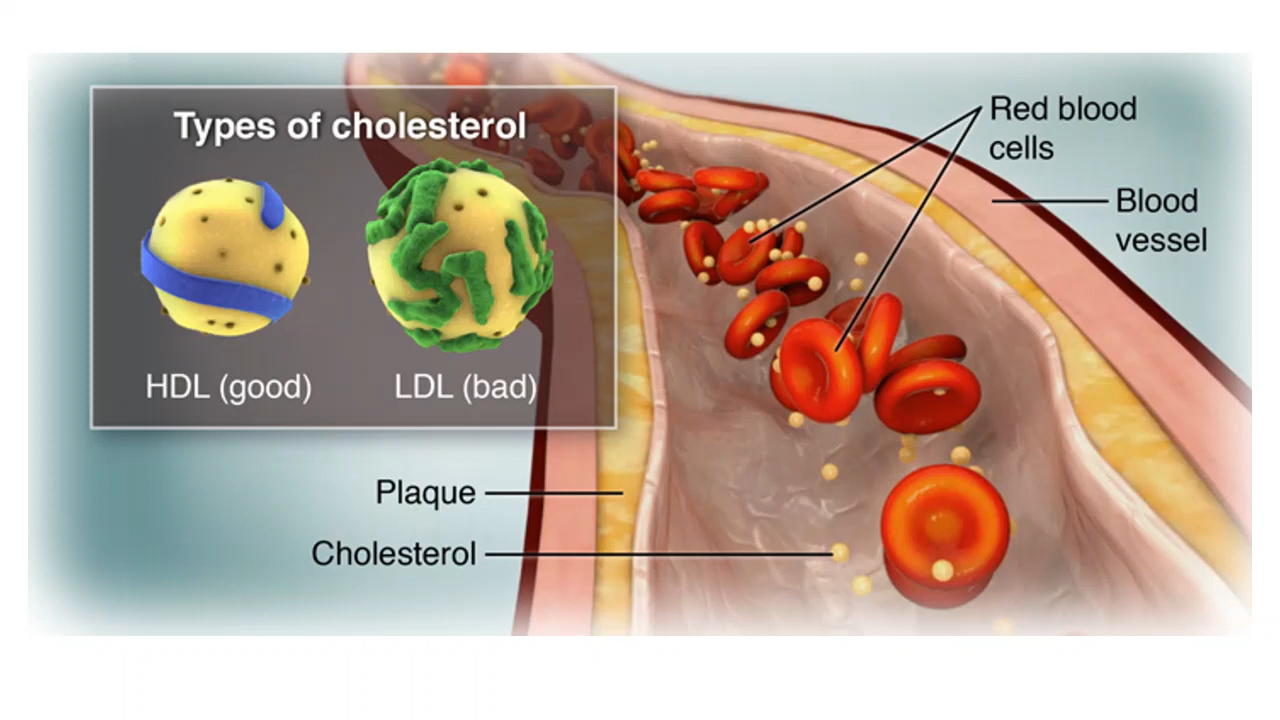 Types of cholesterol
HDL (good)
LDL (bad)
Red blood
cells
Blood
vessel
Plaque
Cholesterol